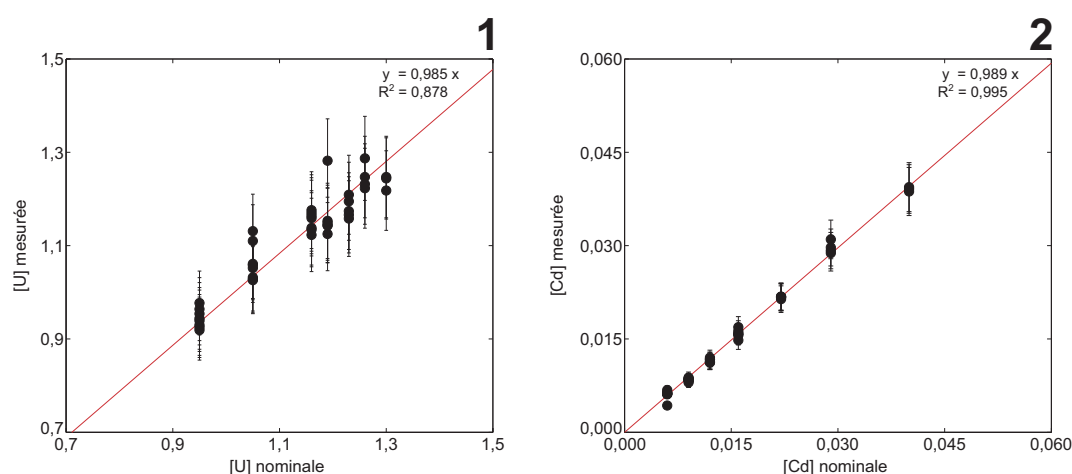 1
1,5
y = 0,985 x
R² = 0,878
1,3
[U] mesurée
1,1
0,9
0,7
0,7 0,9 1,1 1,3 1,5
[U] nominale
2
0,060
y = 0,989 x
R² = 0,995
0,045
[Cd] mesurée
0,030
0,015
0,000
0,000 0,015 0,030 0,045 0,060
[Cd] nominale